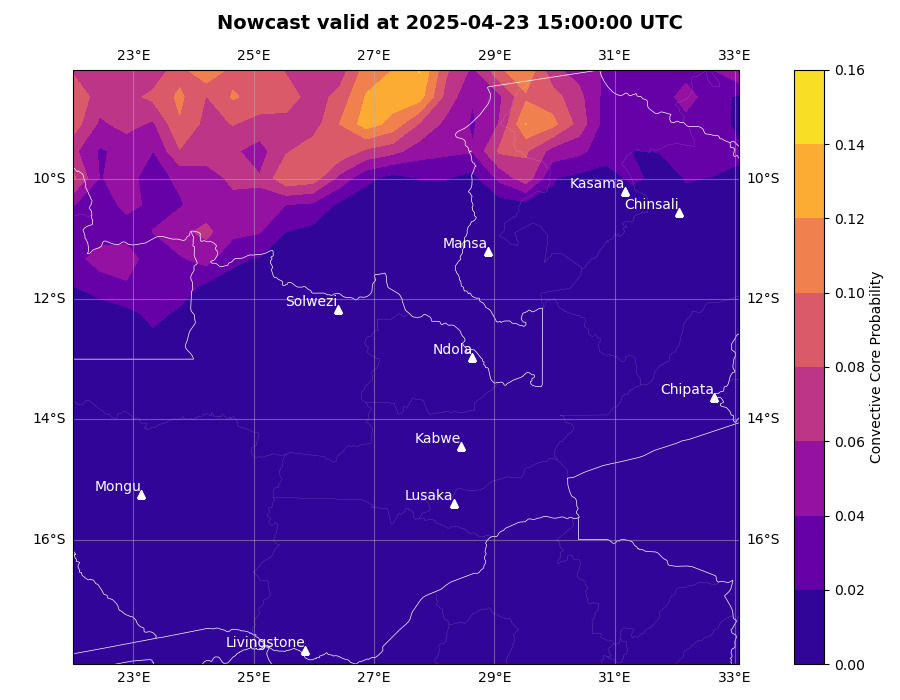 Nowcast valid at 2025-04-23 15:00:00 UTC
23°E 25°E 27°E 29°E 31°E 33°E
0.16
0.14
0.12
0.10
0.08
0.06
0.04
0.02
0.00
Convective Core Probability
10°S 10°S
12°S 12°S
14°S 14°S
16°S 16°S
Kasama
Chinsali
Mansa
Solwezi
Ndola
Chipata
Kabwe
Mongu
Lusaka
Livingstone
23°E 25°E 27°E 29°E 31°E 33°E